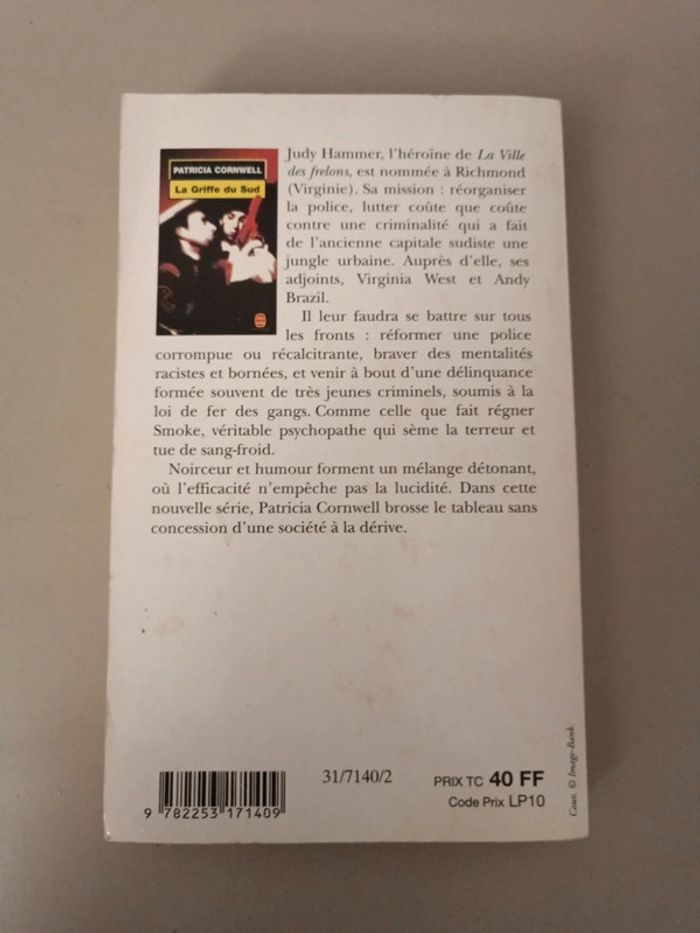 PATRICIA CORNWELL
La Griffe du Sud
Judy Hammer, l'héroïne de La Ville
des frelons, est nommée à Richmond
(Virginie). Sa mission : réorganiser
la police, lutter coûte que coûte
contre une criminalité qui a fait
de l'ancienne capitale sudiste une
jungle urbaine. Auprès d'elle, ses
adjoints, Virginia West et Andy
Brazil.
Il leur faudra se battre sur tous
les fronts : réformer une police
corrompue ou récalcitrante, braver des mentalités
racistes et bornées, et venir à bout d'une délinquance
formée souvent de très jeunes criminels, soumis à la
loi de fer des gangs. Comme celle que fait régner
Smoke, véritable psychopathe qui sème la terreur et
tue de sang-froid.
Noirceur et humour forment un mélange détonant,
où l'efficacité n'empêche pas la lucidité. Dans cette
nouvelle série, Patricia Cornwell brosse le tableau sans
concession d'une société à la dérive.
31/7140/2
PRIX TC 40 FF
Code Prix LP10
9 782253 171409
Couv. © Image-Bank.